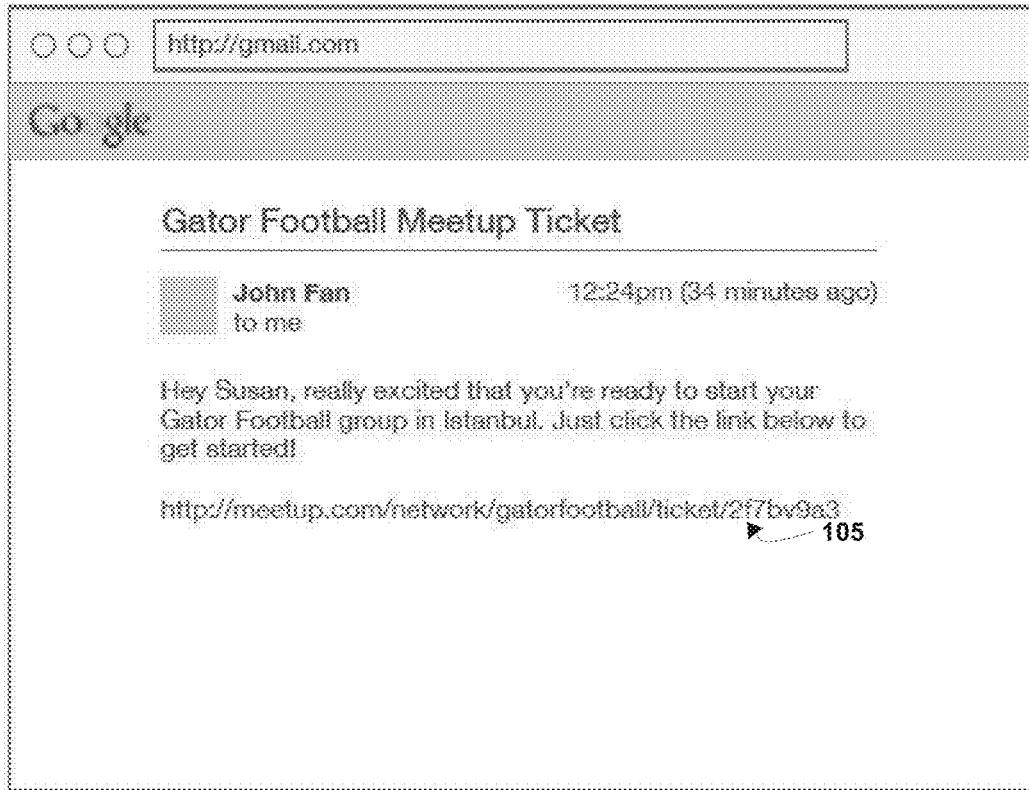 http://gmail.com
Google
Gator Football Meetup Ticket
John Fan
12:24pm (34 minutes ago)
to me
Hey Susan, really excited that you're ready to start your
Gator Football group in Istanbul. Just click the link below to
get started!
http://meetup.com/network/gatorfootball/ticket/2f7bv9a3
105